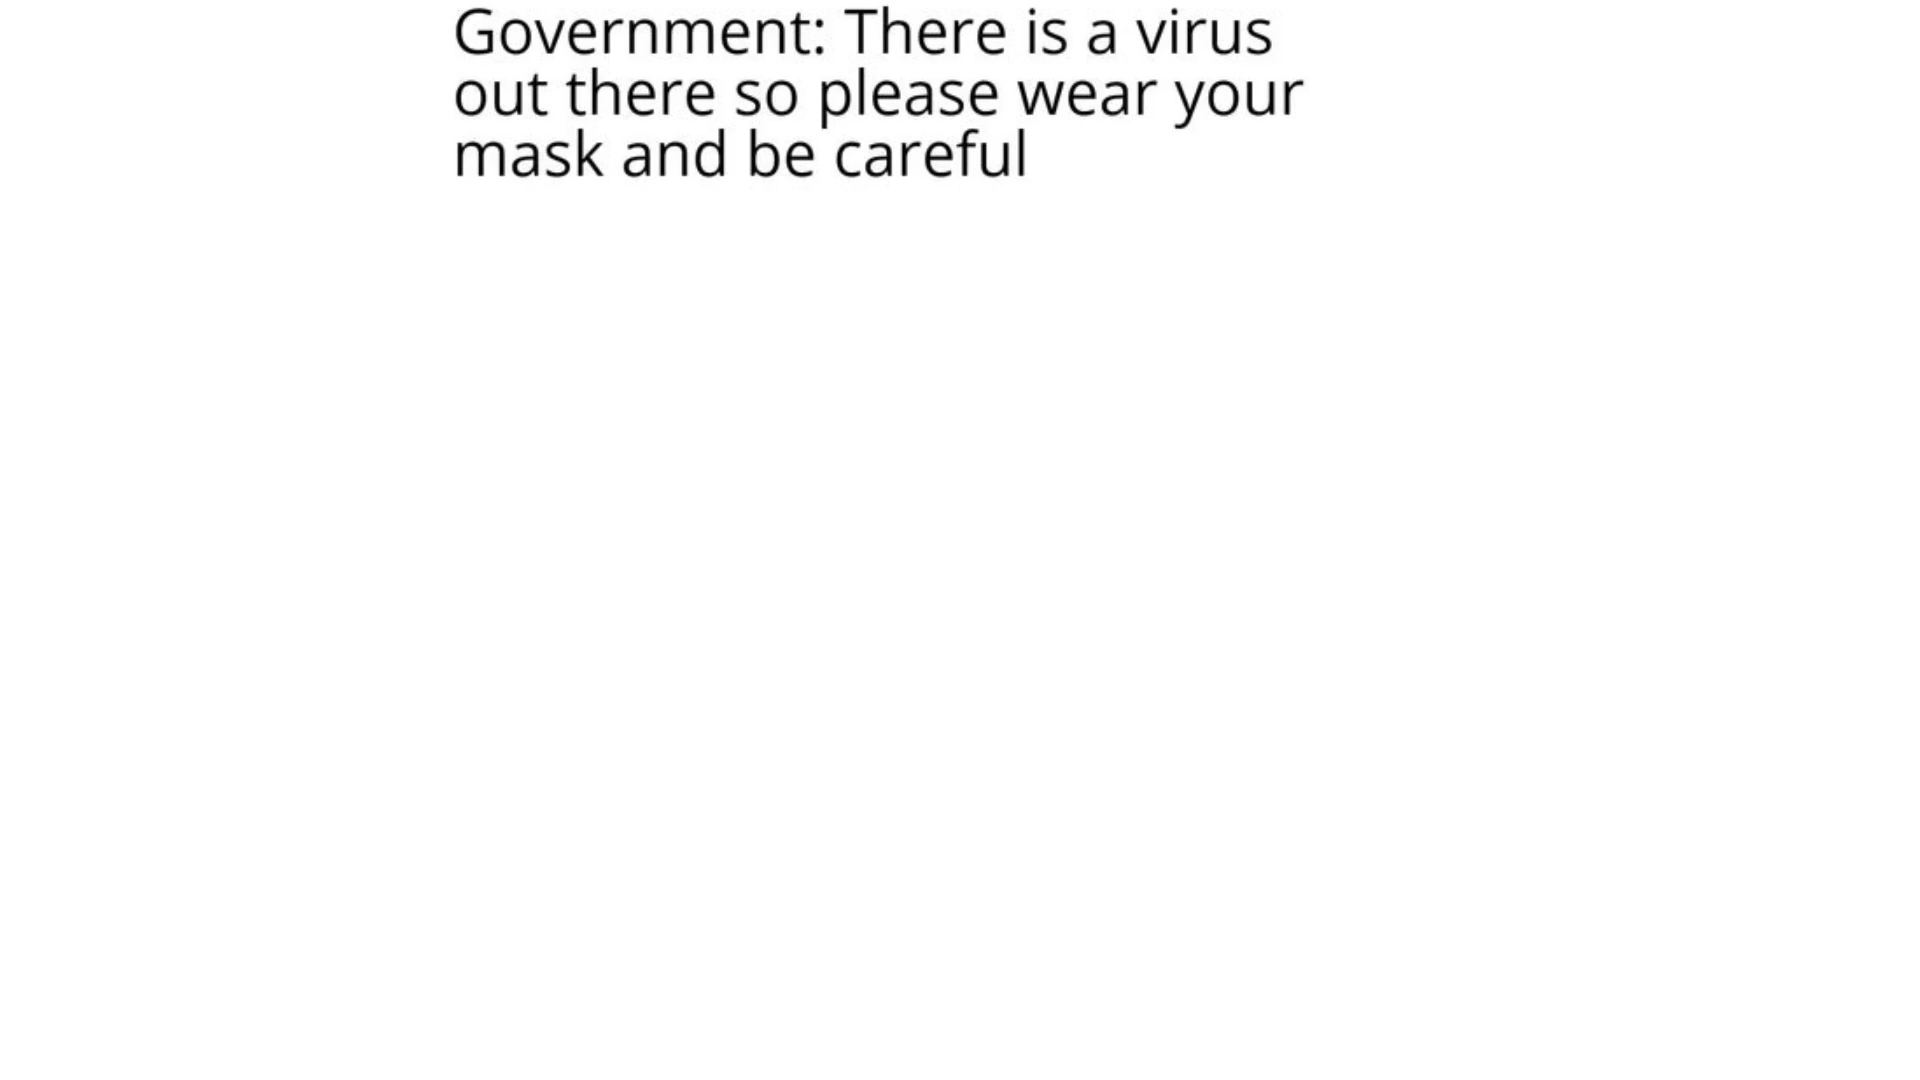 Government: There is a virus
out there so please wear your
mask and be careful